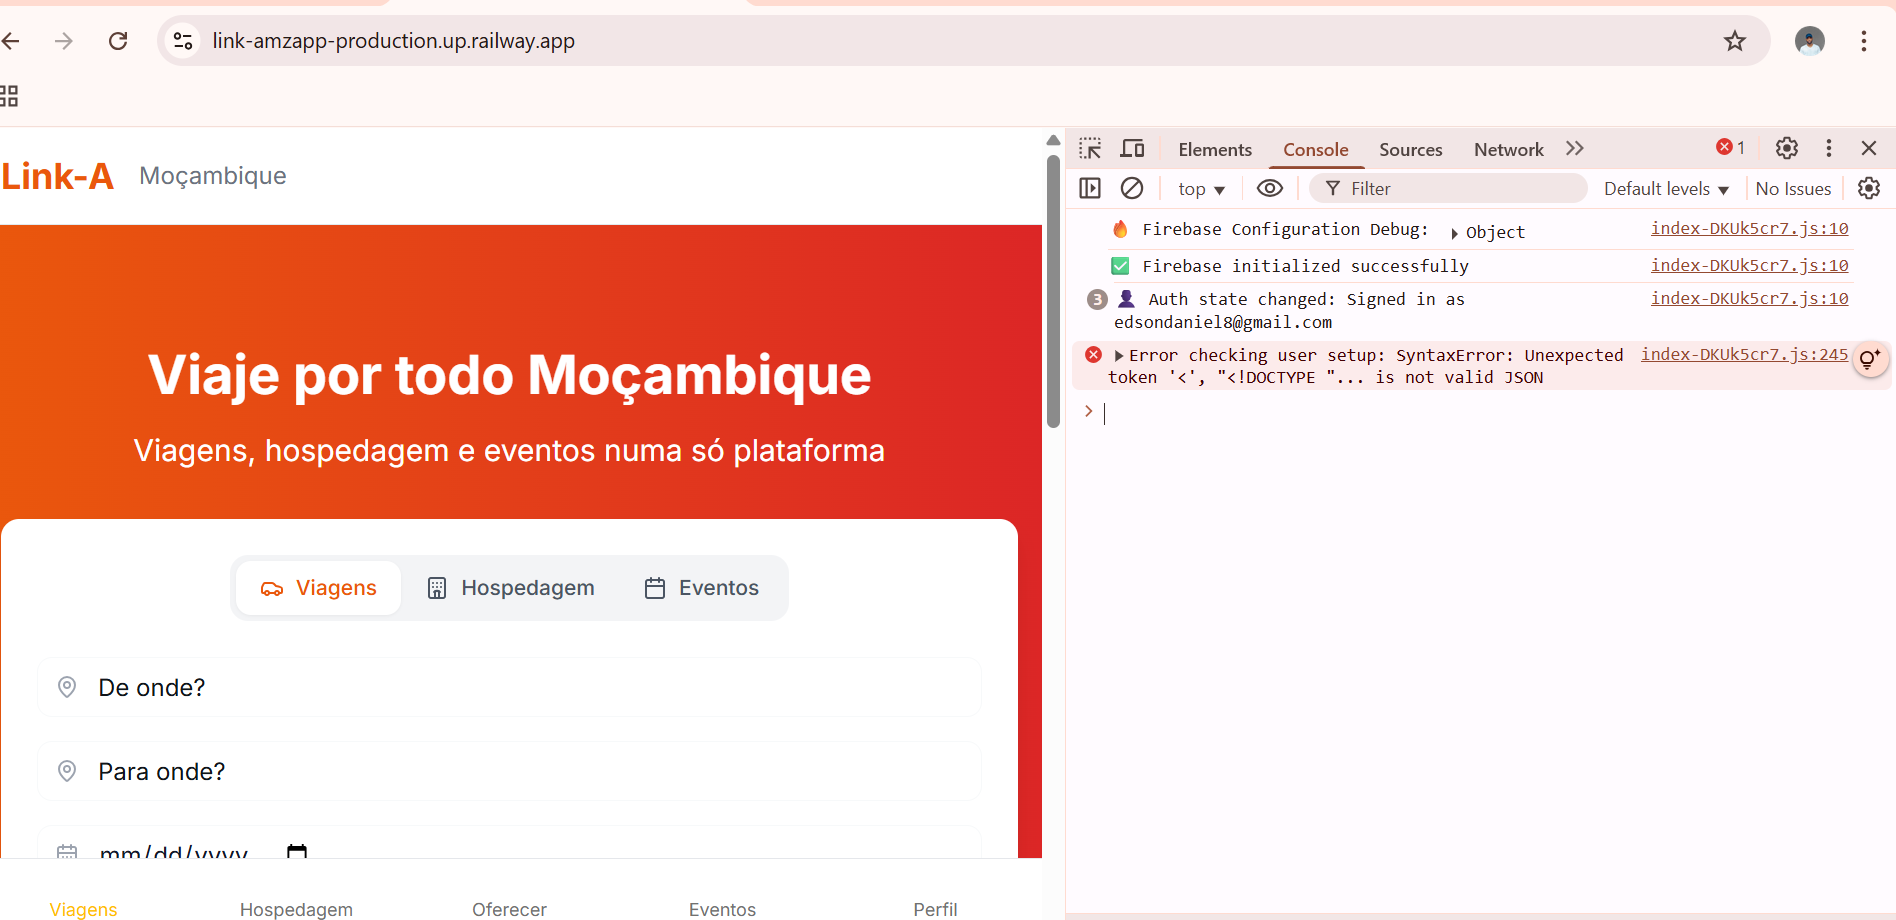 link-amzapp-production.up.railway.app
Link-A Moçambique
Viaje por todo Moçambique
Viagens, hospedagem e eventos numa só plataforma
Viagens Hospedagem Eventos
De onde?
Para onde?
mm/dd/yyyy
Viagens Hospedagem Oferecer Eventos Perfil
Elements Console Sources Network 1
top Filter Default levels No Issues
Firebase Configuration Debug: Object index-DKUk5cr7.js:10
Firebase initialized successfully index-DKUk5cr7.js:10
3 Auth state changed: Signed in as index-DKUk5cr7.js:10
edsondaniel8@gmail.com
Error checking user setup: SyntaxError: Unexpected index-DKUk5cr7.js:245
token '<', "<!DOCTYPE "... is not valid JSON